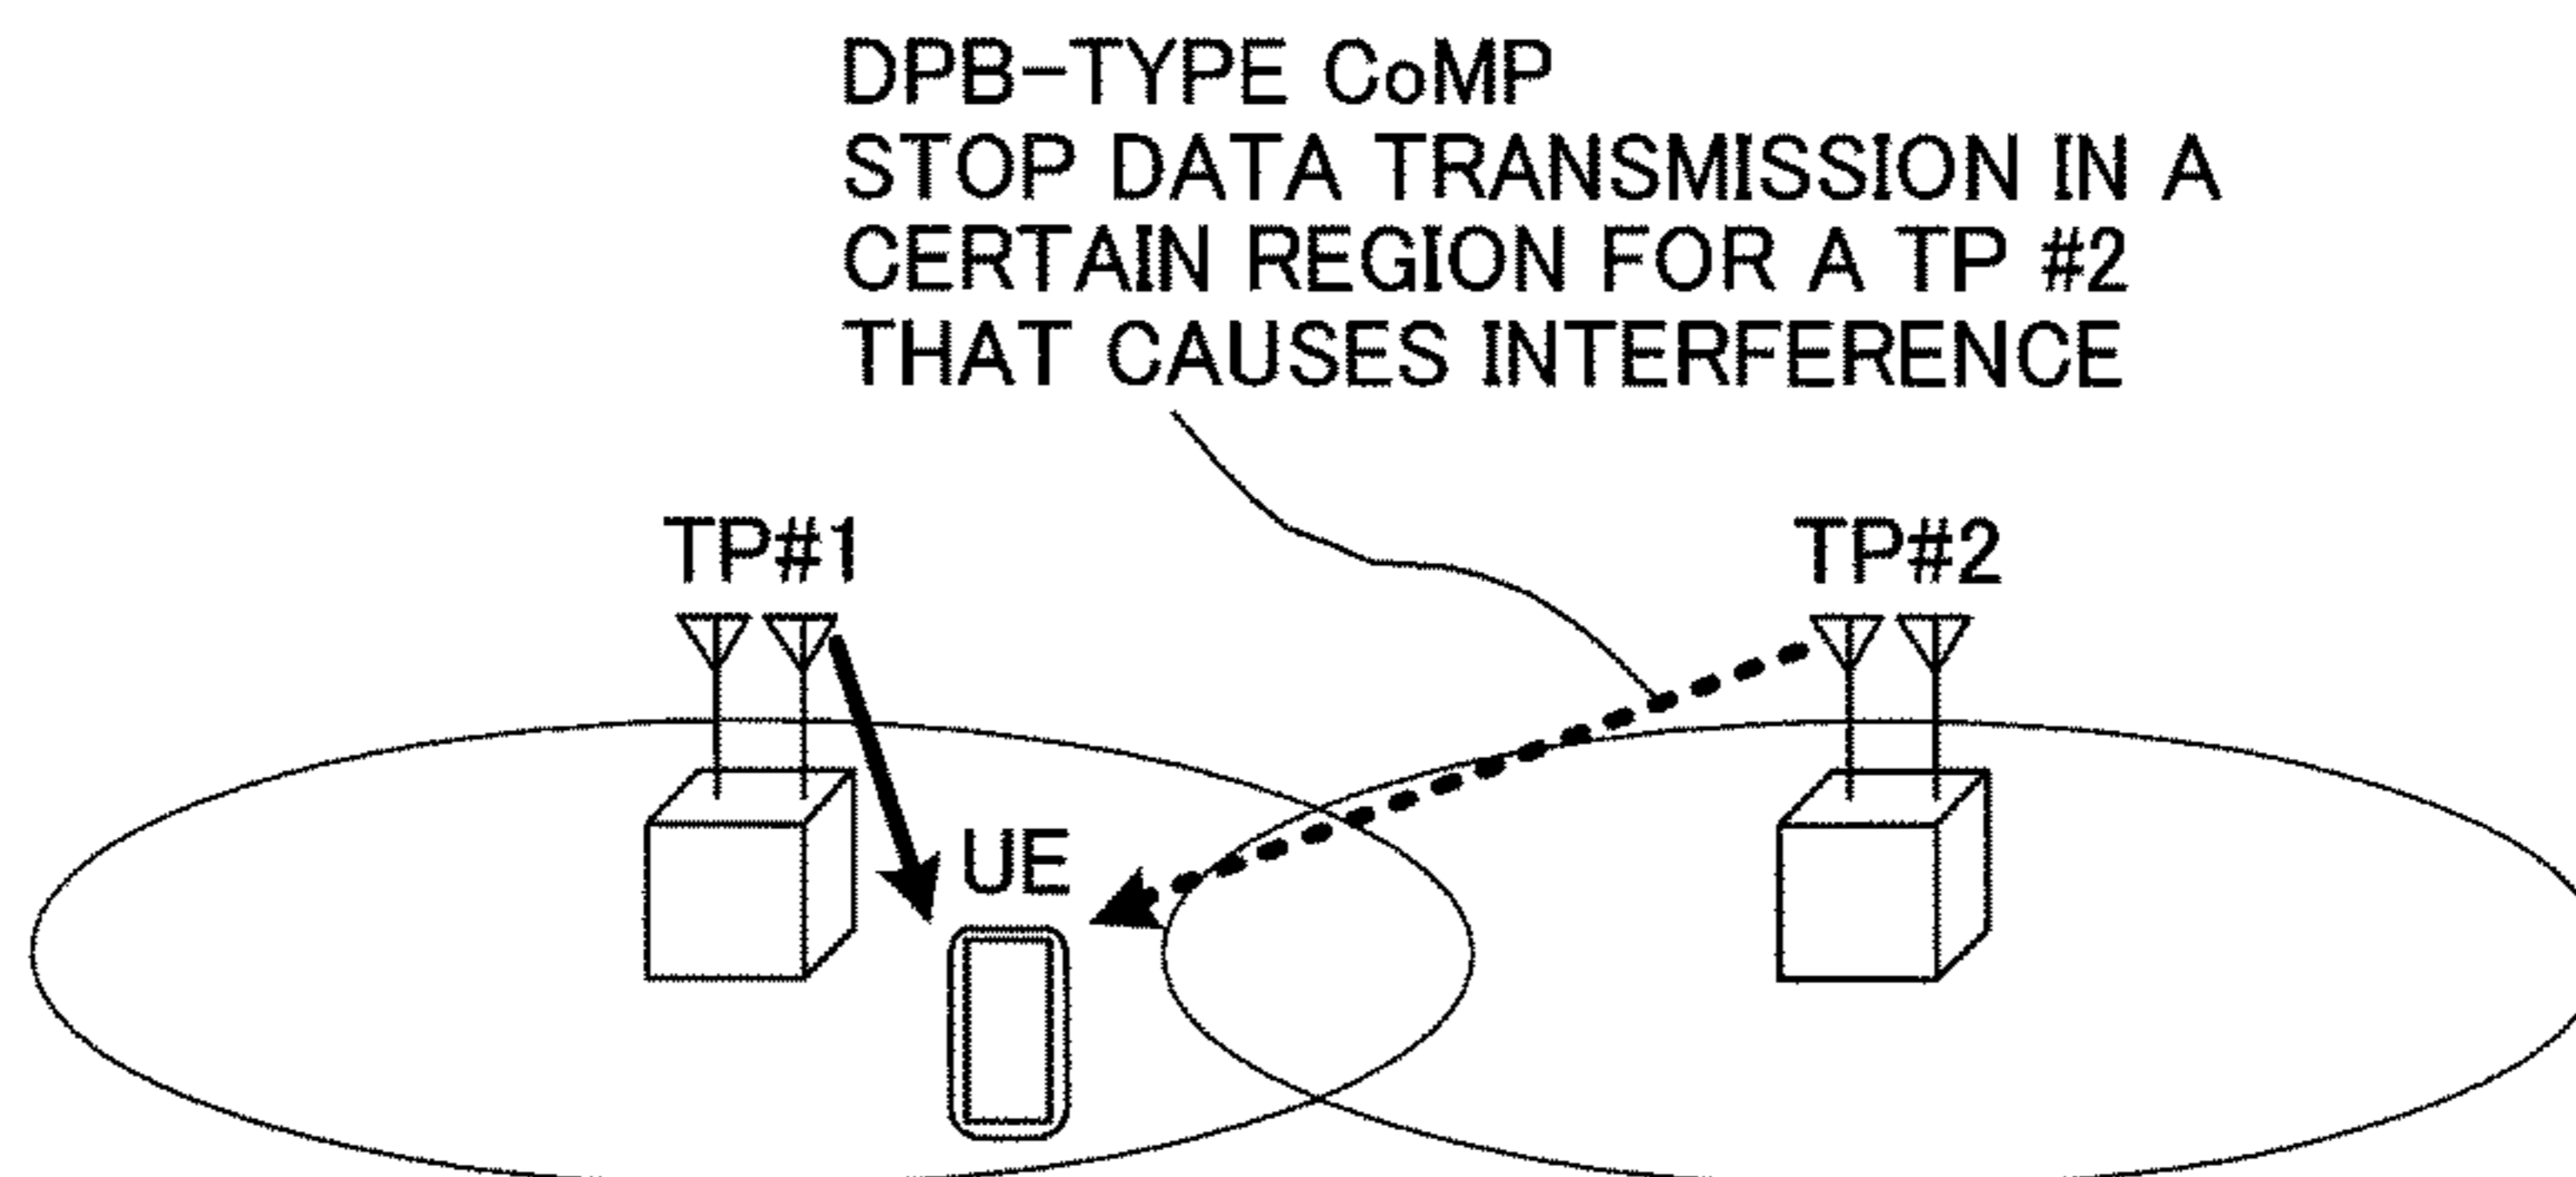 DPB-TYPE CoMP
STOP DATA TRANSMISSION IN A
CERTAIN REGION FOR A TP #2
THAT CAUSES INTERFERENCE
TP#1
TP#2
UE